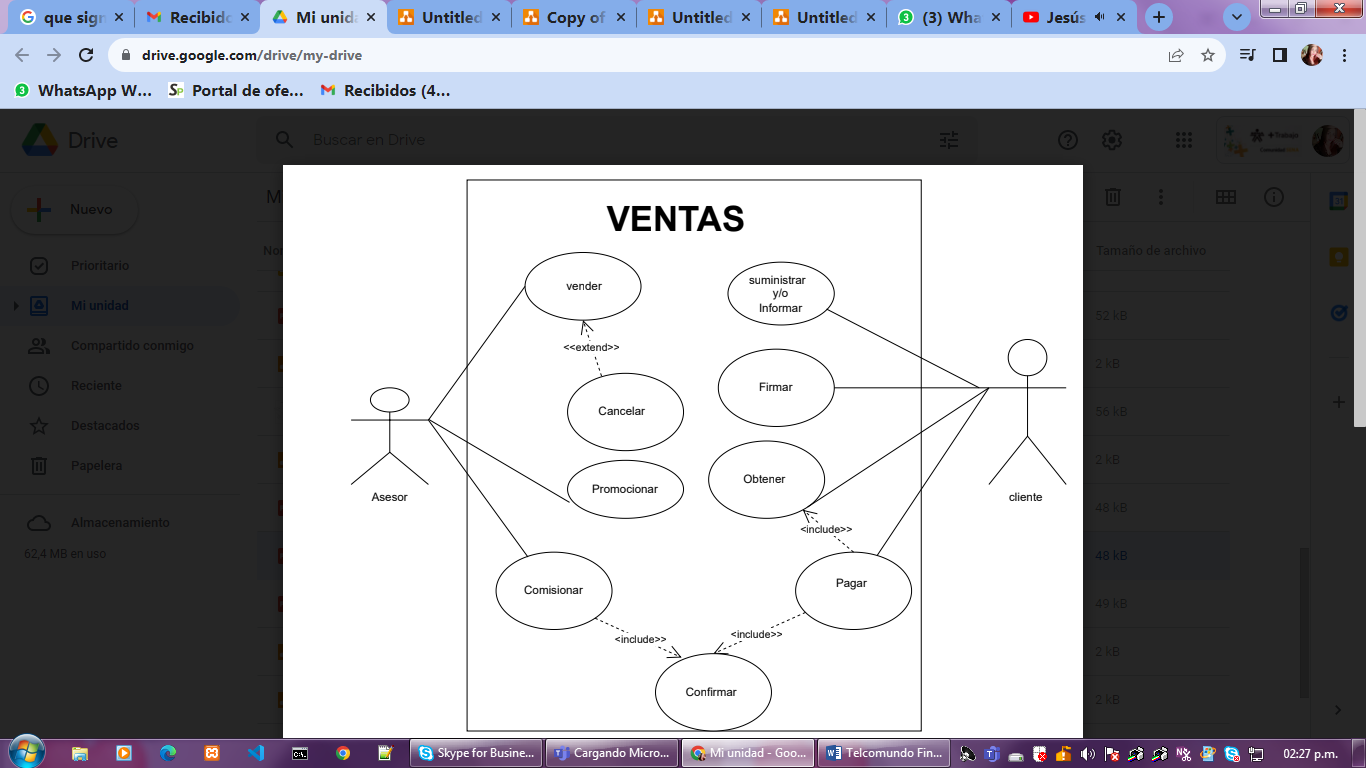 que sign
Recibido
Mi unida
Untitled
Copy of
Untitled
Untitled
(3) Wha
Jesús
drive.google.com/drive/my-drive
WhatsApp W...
Portal de ofe...
Recibidos (4...
Drive
Buscar en Drive
+Trabajo
Nuevo
M
Tamaño de archivo
Prioritario
Mi unidad
Compartido conmigo
Reciente
Destacados
Papelera
Almacenamiento
62,4 MB en uso
52 kB
2 kB
56 kB
2 kB
48 kB
48 kB
49 kB
2 kB
2 kB
VENTAS
vender
suministrar
y/o
Informar
<<extend>>
Cancelar
Firmar
Promocionar
Obtener
Asesor
cliente
<include>>
Comisionar
Pagar
<include>>
<include>>
Confirmar
Skype for Busine...
Cargando Micro...
Mi unidad - Goo...
Telcomundo Fin...
02:27 p.m.